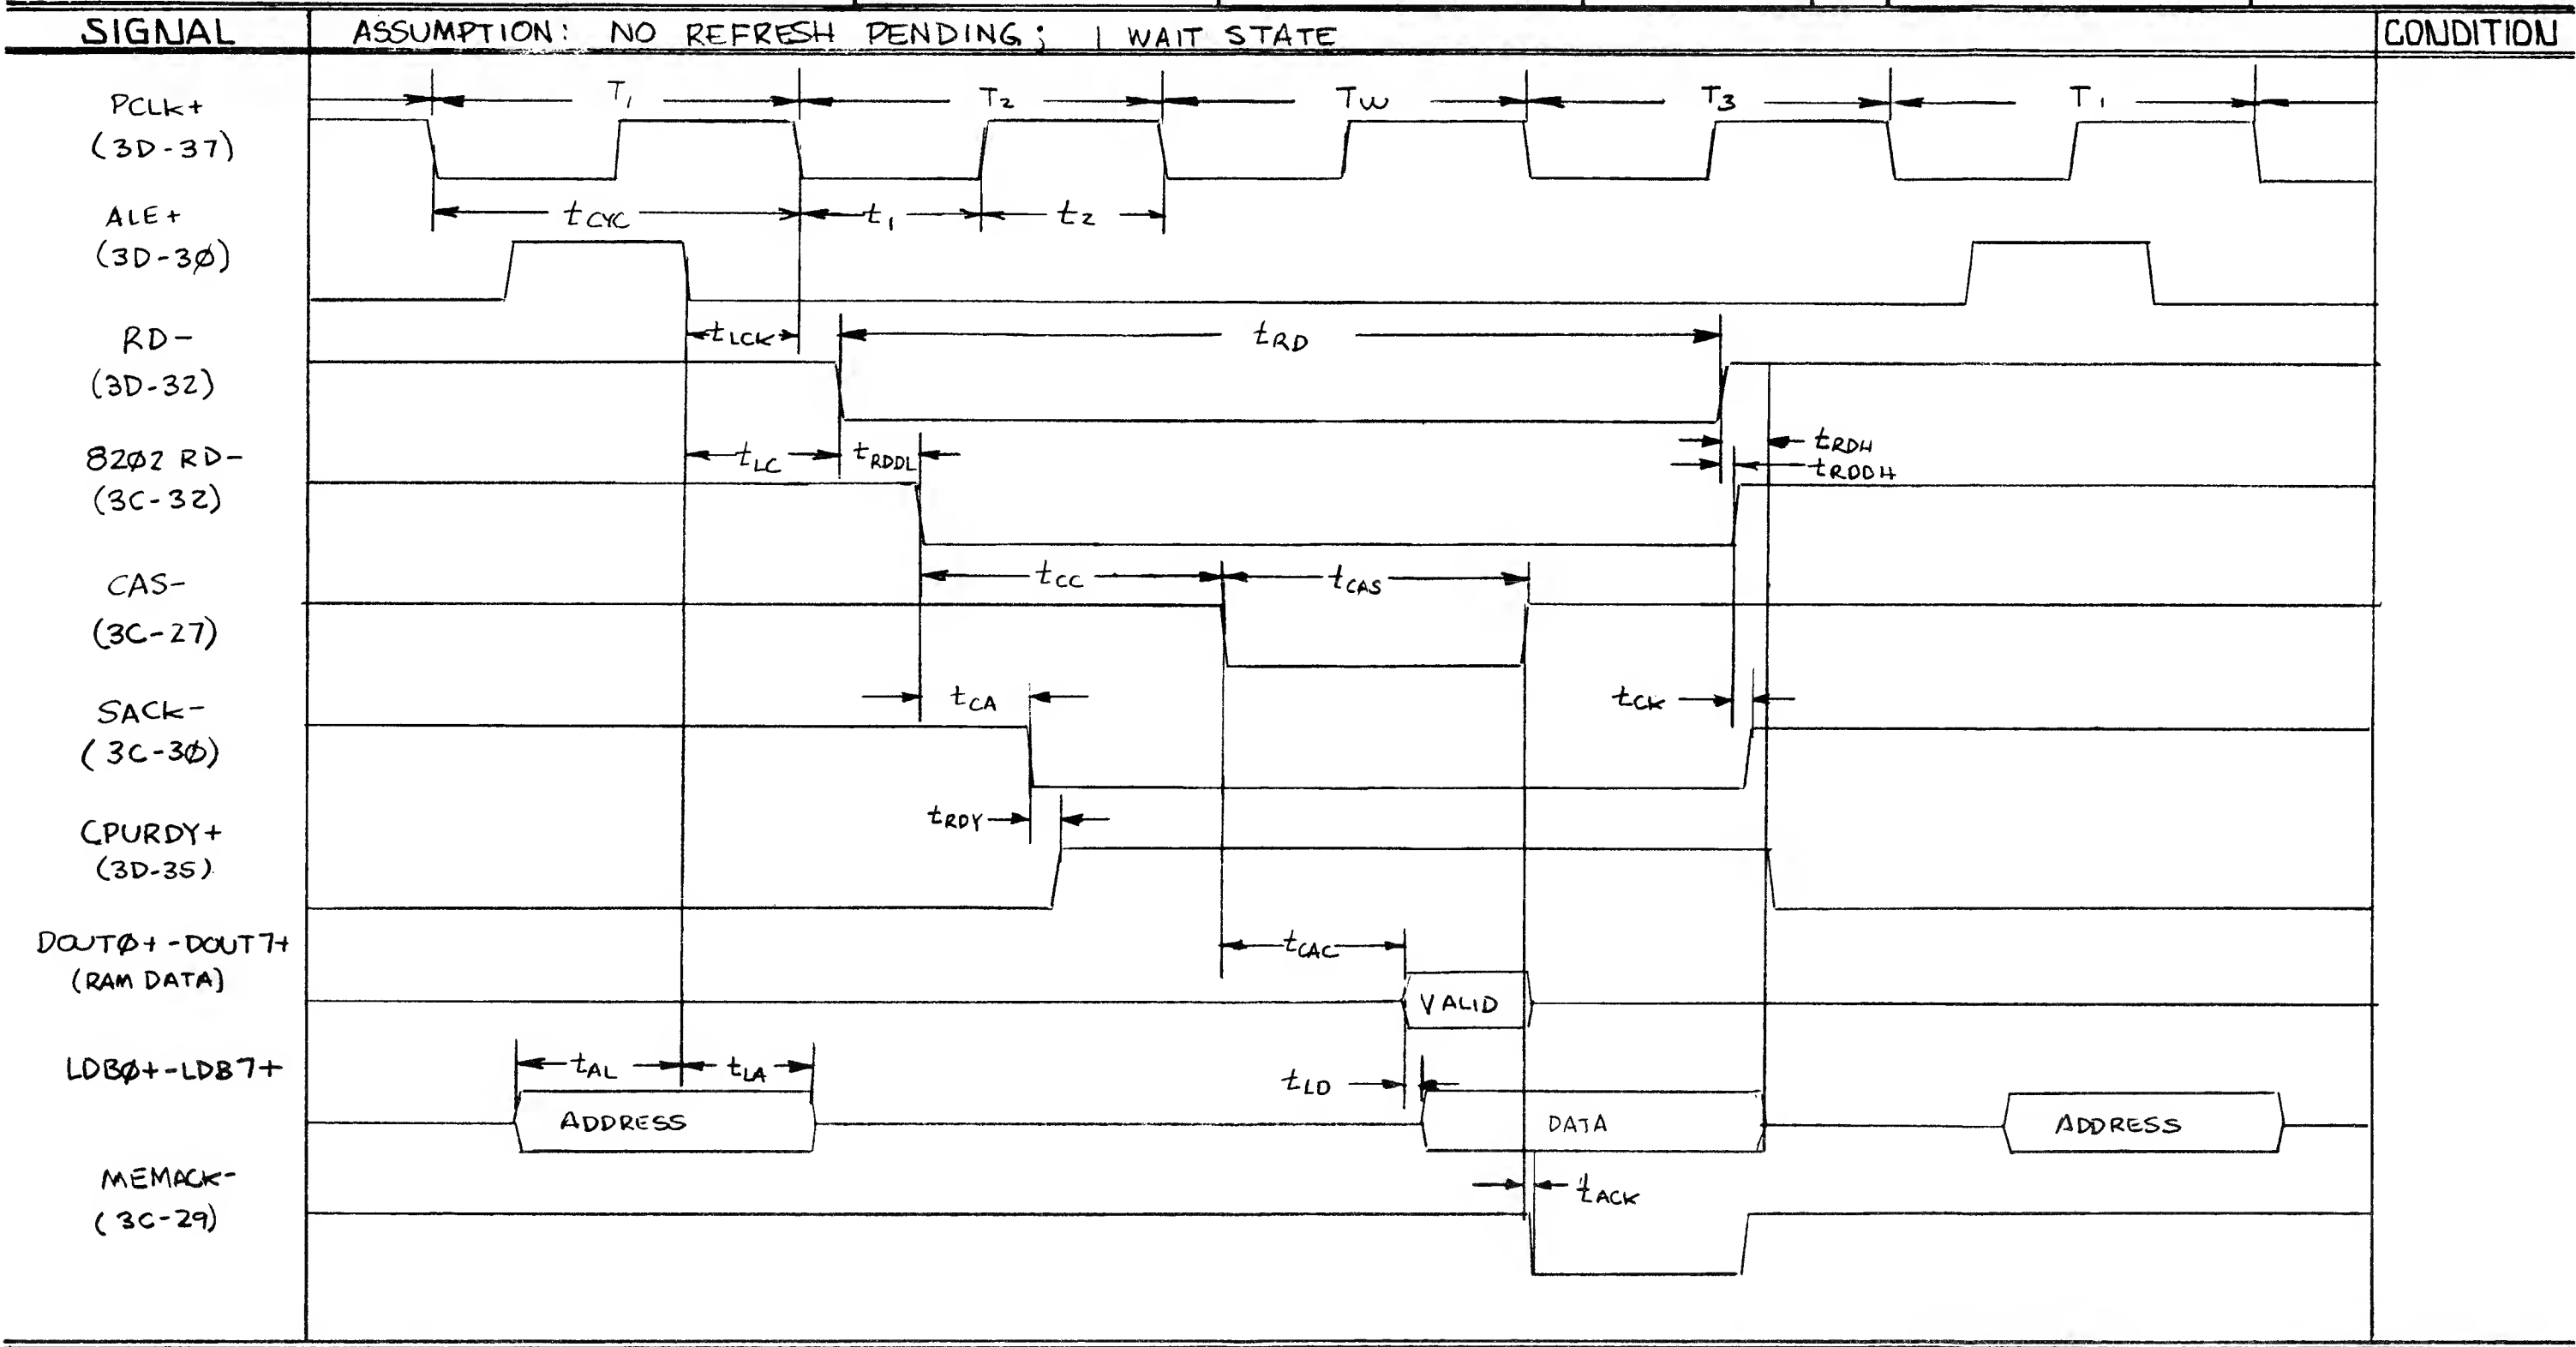 SIGNAL ASSUMPTION: NO REFRESH PENDING; 1 WAIT STATE CONDITION
PCLK+ T1 T2 TW T3 T1
(3D-37)
tCYC t1 t2
ALE+
(3D-3Ø)
tLCK tRD
RD-
(3D-32)
tRDH
tLC tRDDL tRDDH
82Ø2 RD-
(3C-32)
tCC tCAS
CAS-
(3C-27)
tCA tCK
SACK-
(3C-3Ø)
tRDY
CPURDY+
(3D-35)
DOUTØ+-DOUT7+ tCAC
(RAM DATA) VALID
LDBØ+-LDB7+ tAL tLA tLD
ADDRESS DATA ADDRESS
MEMACK- tACK
(3C-29)